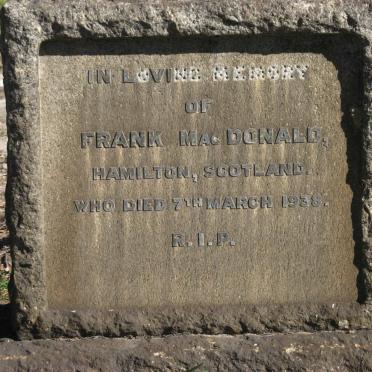 IN LOVING MEMORY
OF
FRANK MAC DONALD,
HAMILTON, SCOTLAND.
WHO DIED 7TH MARCH 1938.
R.I.P.